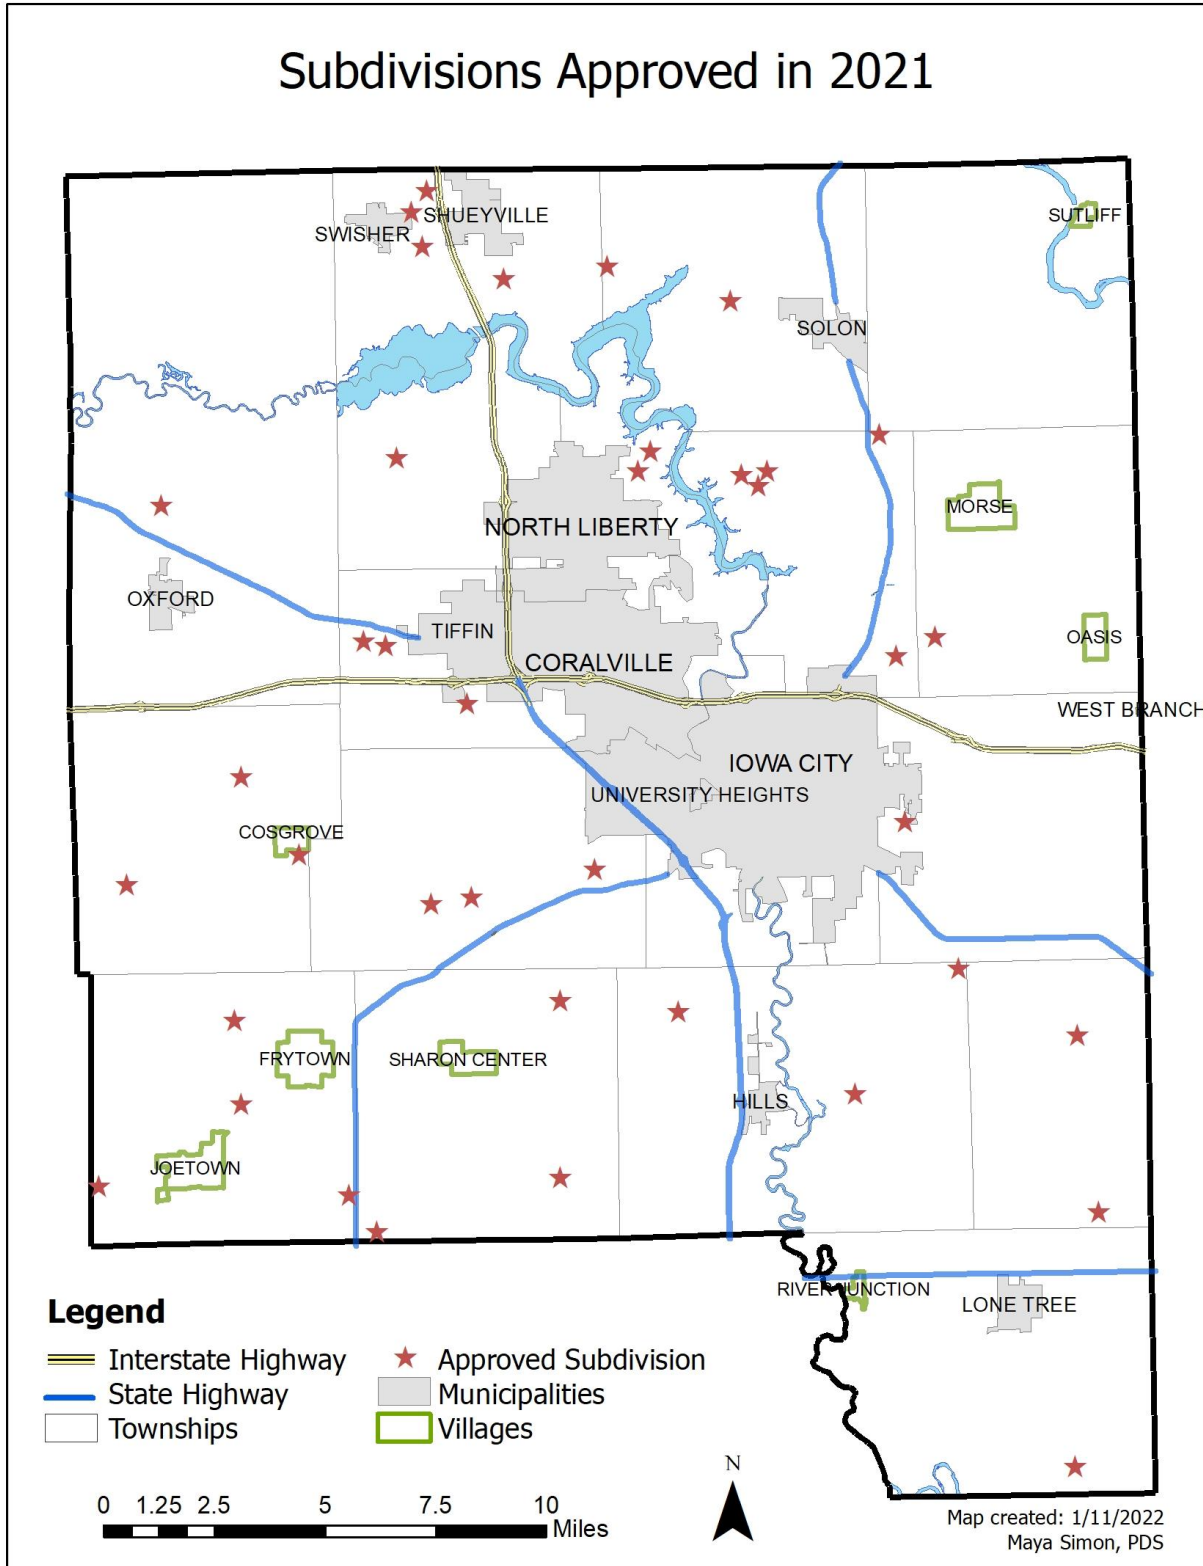 Subdivisions Approved in 2021
SHUEYVILLE
SWISHER
SUTLIFF
SOLON
MORSE
NORTH LIBERTY
OXFORD
TIFFIN
OASIS
CORALVILLE
WEST BRANCH
IOWA CITY
UNIVERSITY HEIGHTS
COSGROVE
FRYTOWN
SHARON CENTER
HILLS
JOETOWN
RIVER JUNCTION
LONE TREE
Legend
Interstate Highway
Approved Subdivision
State Highway
Municipalities
Townships
Villages
N
0 1.25 2.5 5 7.5 10
Miles
Map created: 1/11/2022
Maya Simon, PDS